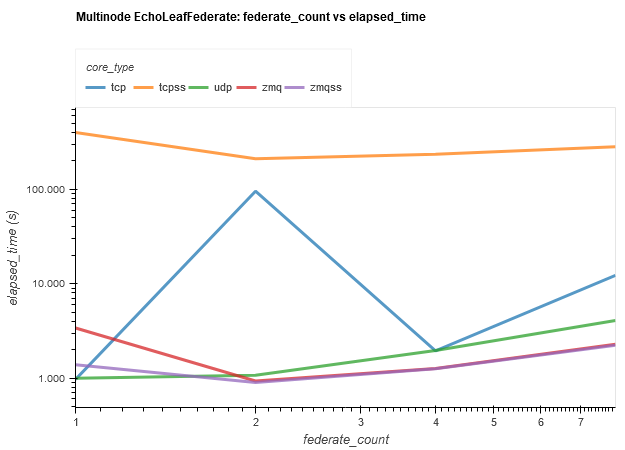 Multinode EchoLeafFederate: federate_count vs elapsed_time
core_type
tcp tcpss udp zmq zmqss
elapsed_time (s)
100.000
10.000
1.000
1 2 3 4 5 6 7
federate_count